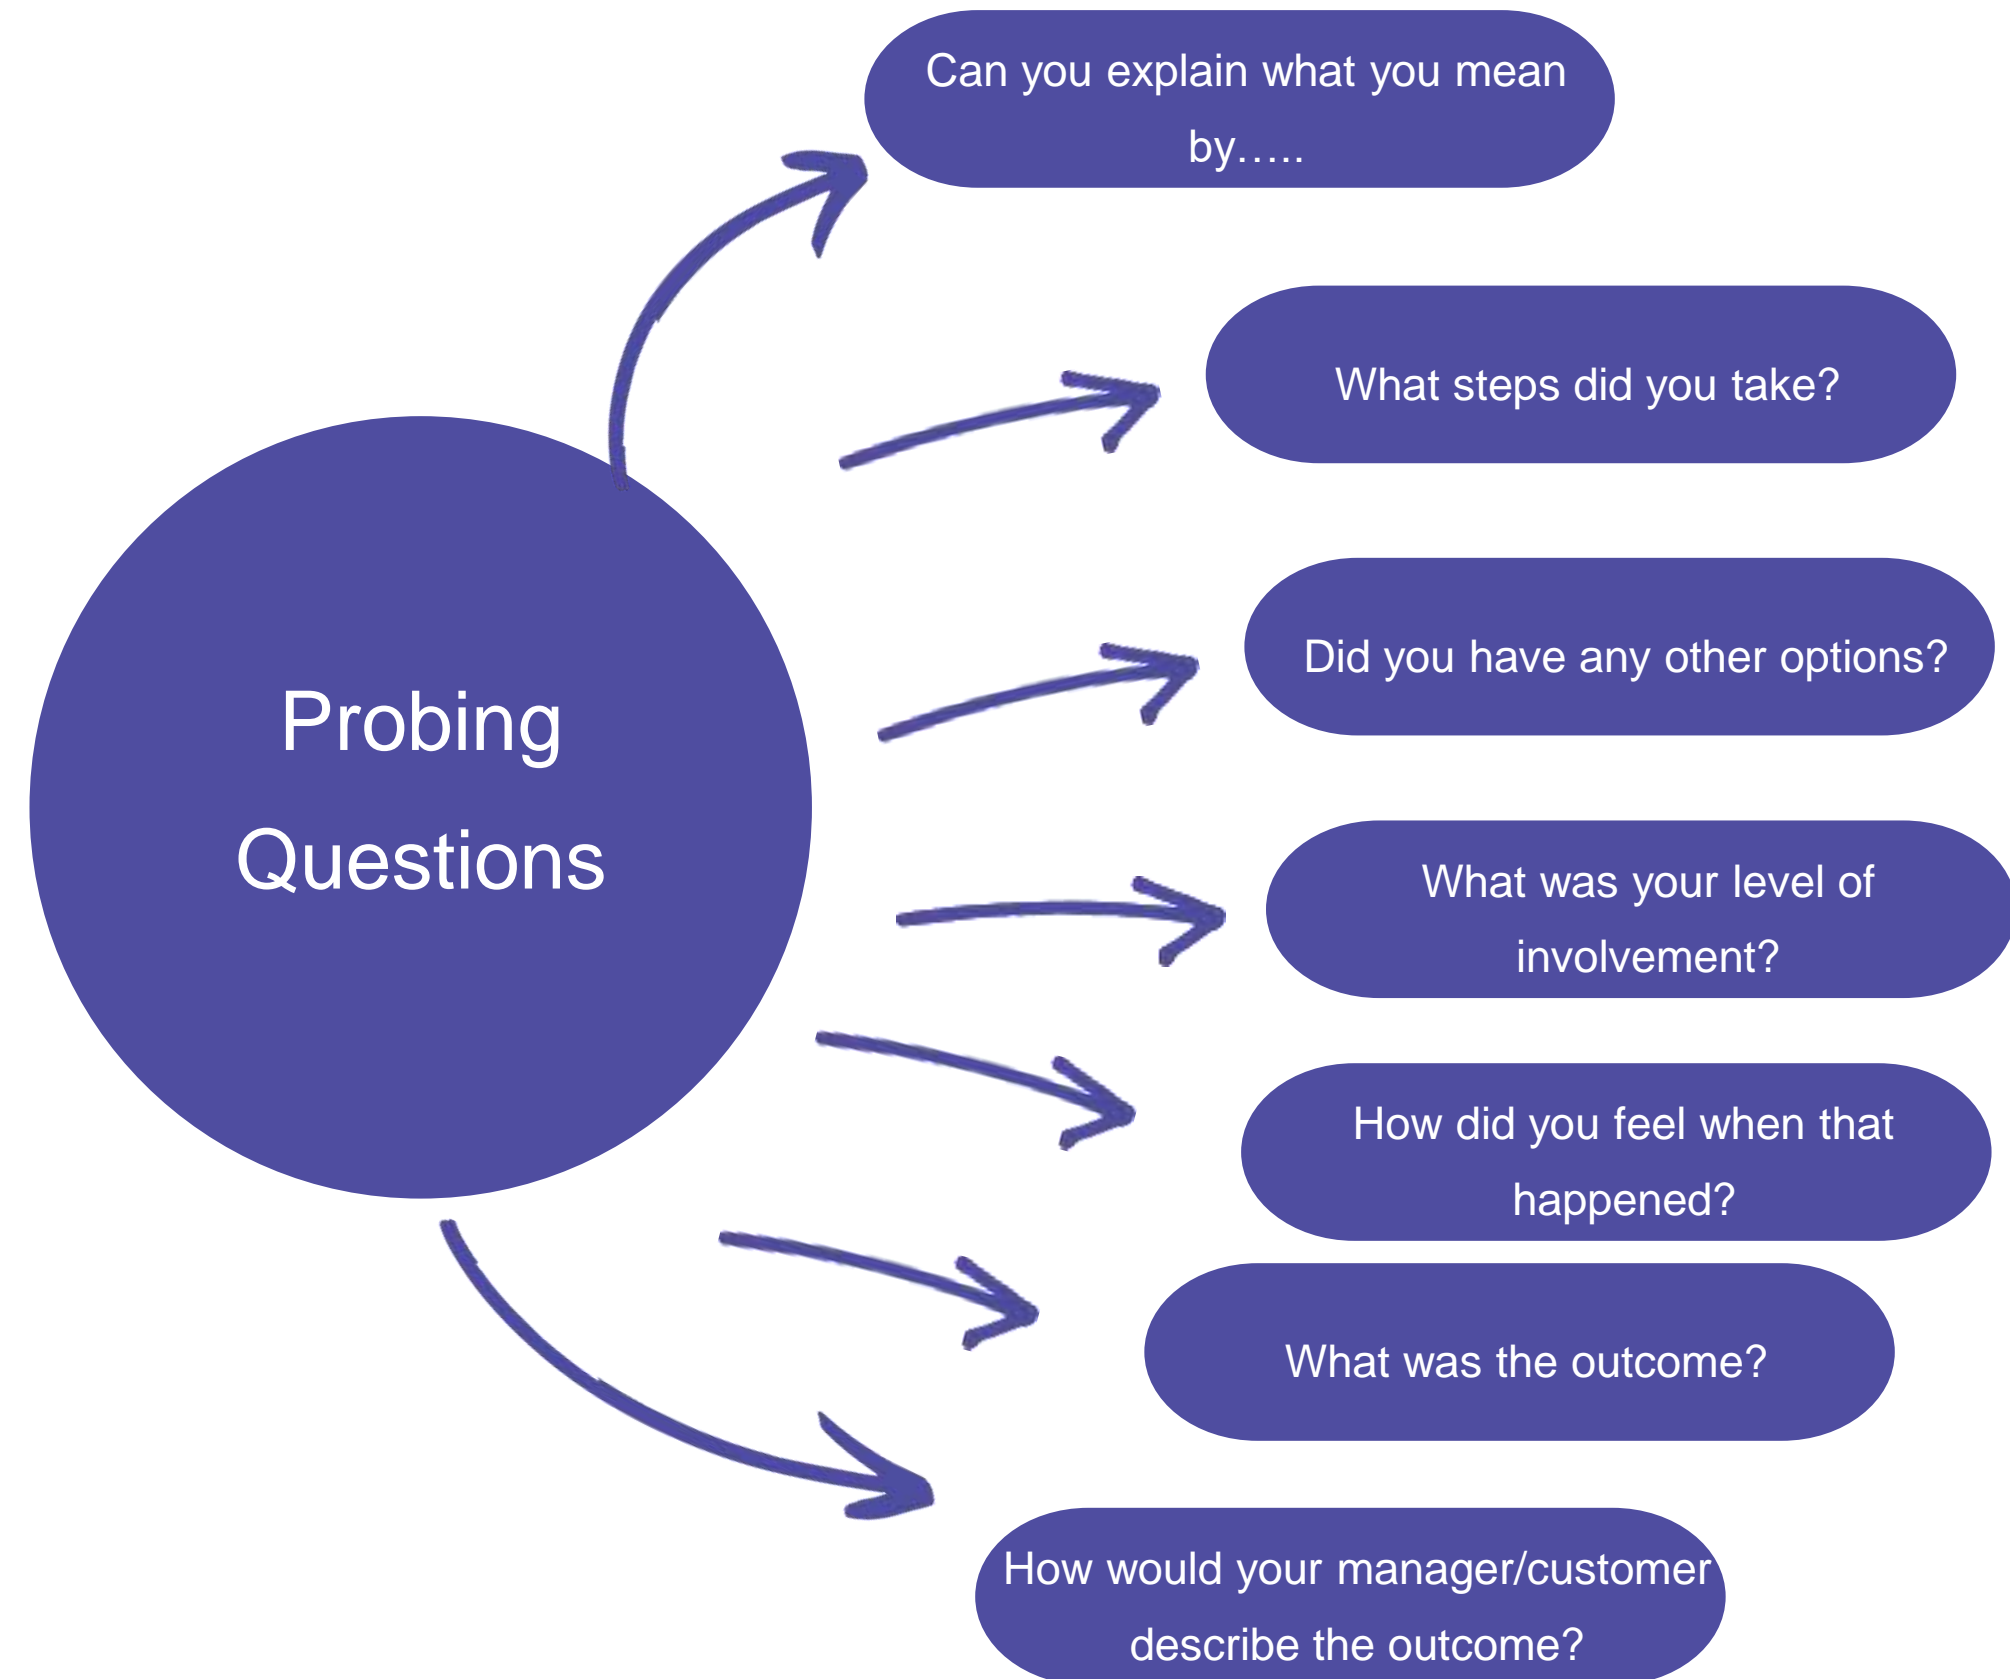 Can you explain what you mean
by…..
What steps did you take?
Did you have any other options?
Probing
Questions
What was your level of
involvement?
How did you feel when that
happened?
What was the outcome?
How would your manager/customer
describe the outcome?